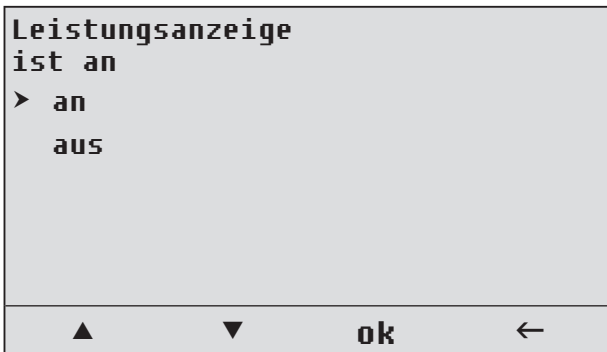 Leistungsanzeige
ist an
➤ an
aus
▲ ▼ ok ←